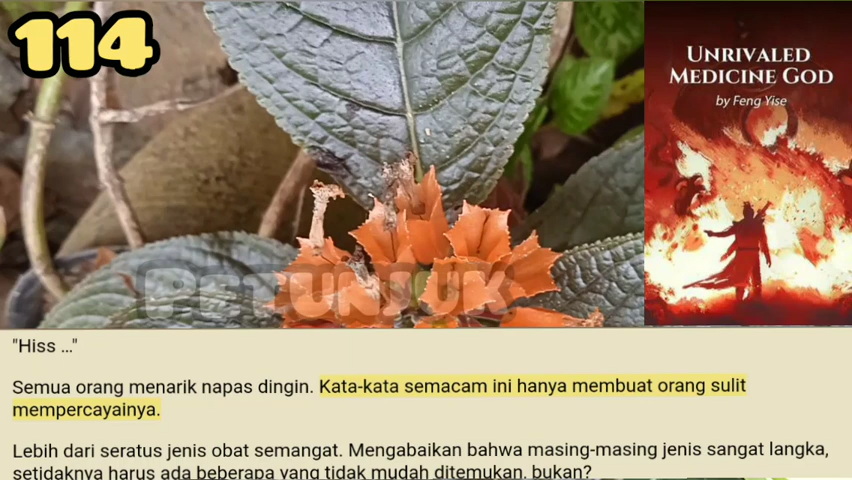 114
UNRIVALED
MEDICINE GOD
by Feng Yise
PETUNJUK
"Hiss ..."
Semua orang menarik napas dingin. Kata-kata semacam ini hanya membuat orang sulit
mempercayainya.
Lebih dari seratus jenis obat semangat. Mengabaikan bahwa masing-masing jenis sangat langka,
setidaknya harus ada beberapa yang tidak mudah ditemukan, bukan?